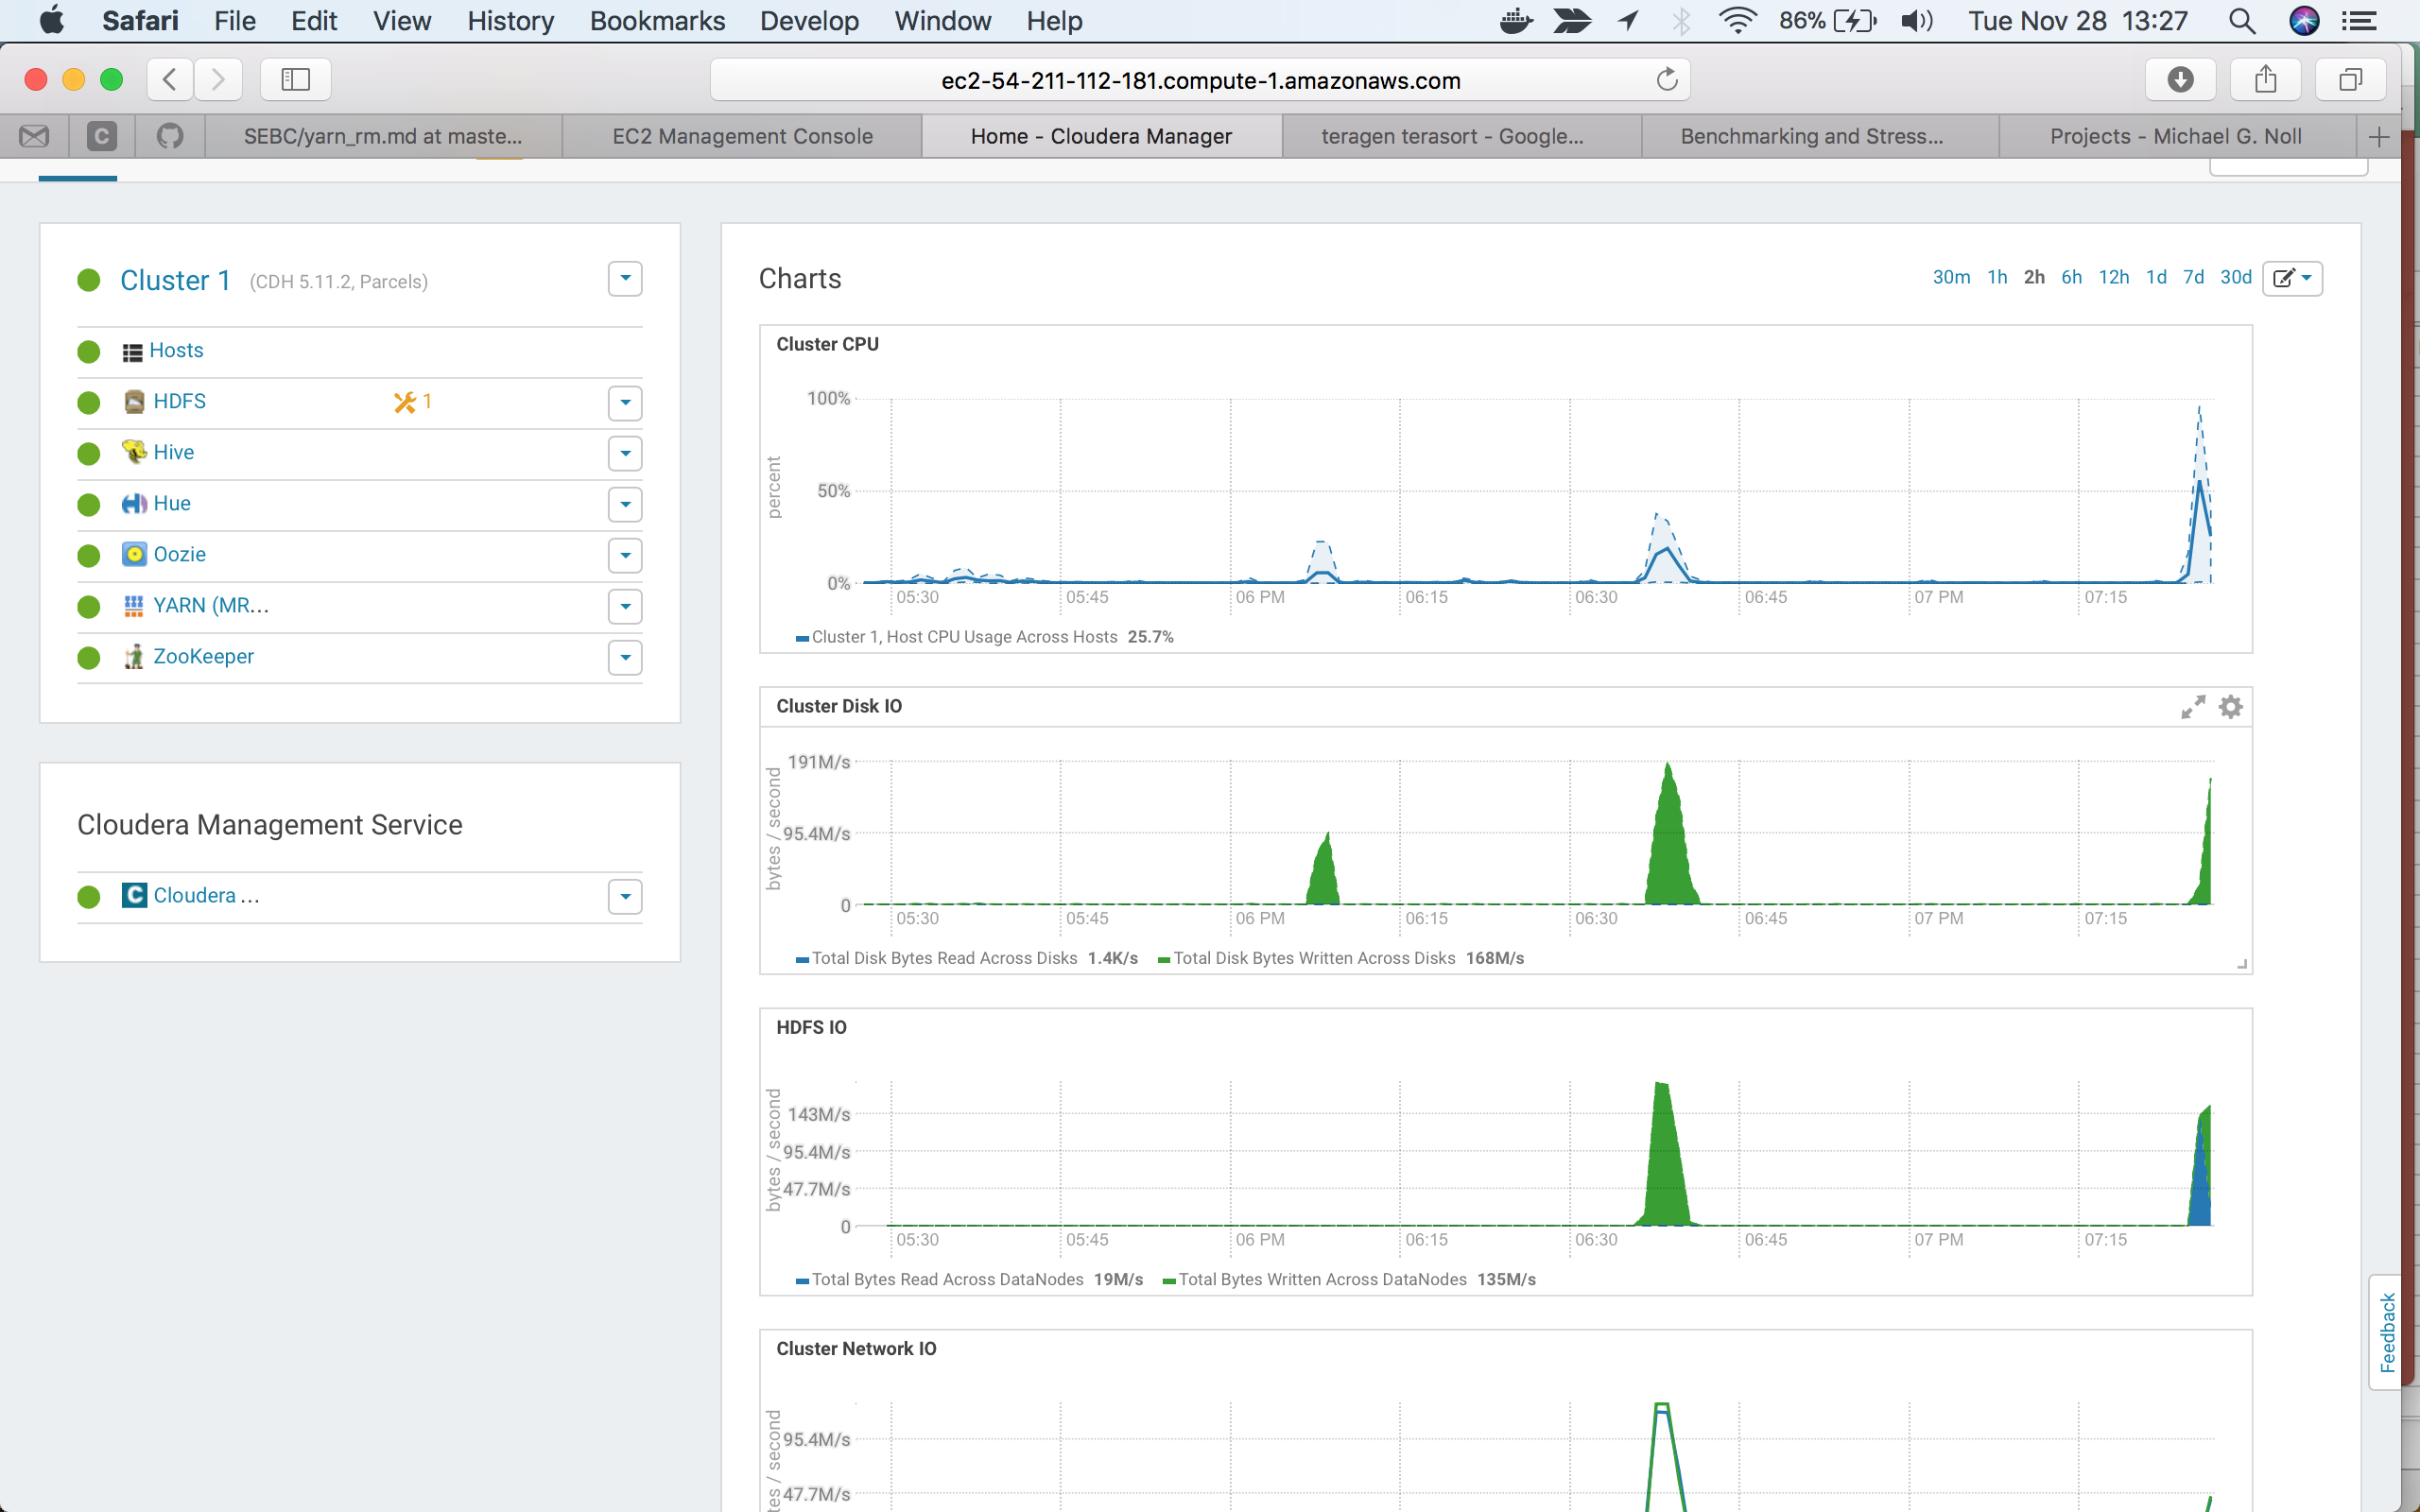 Safari File Edit View History Bookmarks Develop Window Help 86% Tue Nov 28 13:27
ec2-54-211-112-181.compute-1.amazonaws.com
C SEBC/yarn_rm.md at maste... EC2 Management Console Home - Cloudera Manager teragen terasort - Google... Benchmarking and Stress... Projects - Michael G. Noll
Cluster 1 (CDH 5.11.2, Parcels)
Hosts
HDFS 1
Hive
Hue
Oozie
YARN (MR...
ZooKeeper
Cloudera Management Service
C Cloudera ...
Charts
30m 1h 2h 6h 12h 1d 7d 30d
Cluster CPU
percent
100%
50%
0%
05:30 05:45 06 PM 06:15 06:30 06:45 07 PM 07:15
Cluster 1, Host CPU Usage Across Hosts 25.7%
Cluster Disk IO
bytes / second
191M/s
95.4M/s
0
05:30 05:45 06 PM 06:15 06:30 06:45 07 PM 07:15
Total Disk Bytes Read Across Disks 1.4K/s Total Disk Bytes Written Across Disks 168M/s
HDFS IO
bytes / second
143M/s
95.4M/s
47.7M/s
0
05:30 05:45 06 PM 06:15 06:30 06:45 07 PM 07:15
Total Bytes Read Across DataNodes 19M/s Total Bytes Written Across DataNodes 135M/s
Cluster Network IO
/ second
95.4M/s
47.7M/s
Feedback